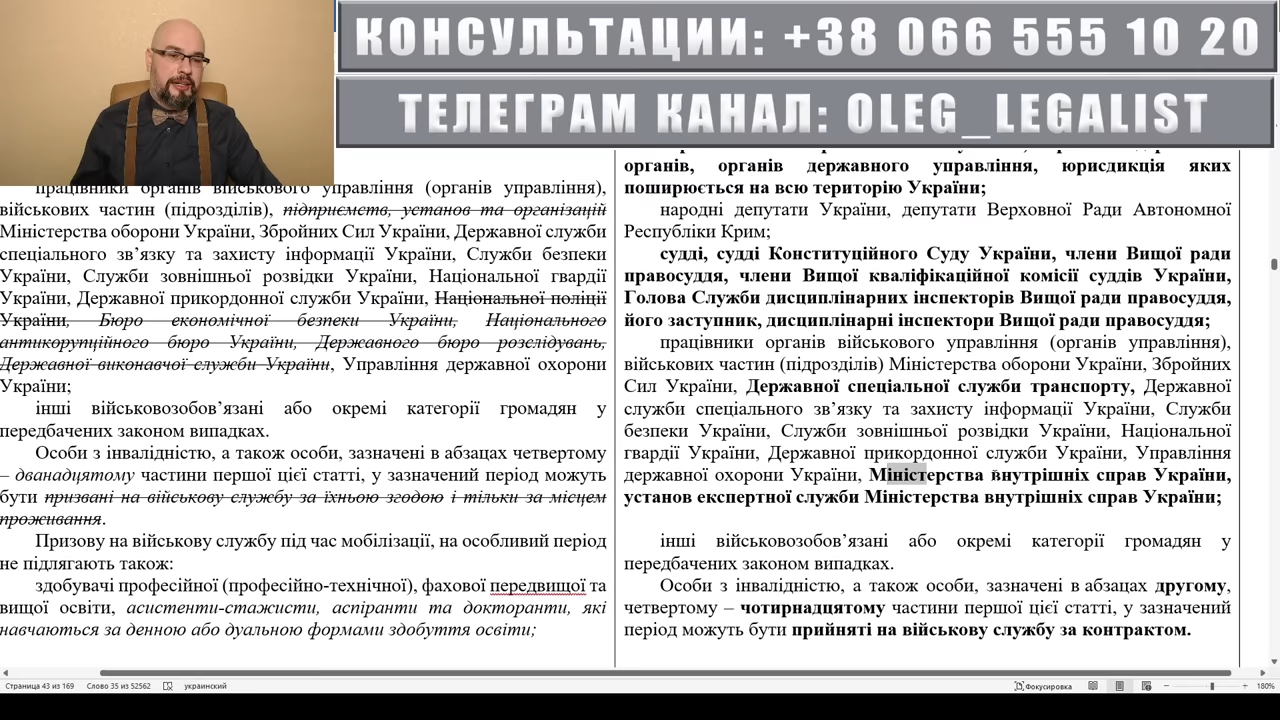 КОНСУЛЬТАЦИИ: +38 066 555 10 20
ТЕЛЕГРАМ КАНАЛ: OLEG_LEGALIST
працівники органів військового управління (органів управління),
військових частин (підрозділів), підприємств, установ та організацій
Міністерства оборони України, Збройних Сил України, Державної служби
спеціального зв’язку та захисту інформації України, Служби безпеки
України, Служби зовнішньої розвідки України, Національної гвардії
України, Державної прикордонної служби України, Національної поліції
України, Бюро економічної безпеки України, Національного
антикорупційного бюро України, Державного бюро розслідувань,
Державної виконавчої служби України, Управління державної охорони
України;
інші військовозобов’язані або окремі категорії громадян у
передбачених законом випадках.
Особи з інвалідністю, а також особи, зазначені в абзацах четвертому
– дванадцятому частини першої цієї статті, у зазначений період можуть
бути призвані на військову службу за їхньою згодою і тільки за місцем
проживання.
Призову на військову службу під час мобілізації, на особливий період
не підлягають також:
здобувачі професійної (професійно-технічної), фахової передвищої та
вищої освіти, асистенти-стажисти, аспіранти та докторанти, які
навчаються за денною або дуальною формами здобуття освіти;
органів, органів державного управління, юрисдикція яких
поширюється на всю територію України;
народні депутати України, депутати Верховної Ради Автономної
Республіки Крим;
судді, судді Конституційного Суду України, члени Вищої ради
правосуддя, члени Вищої кваліфікаційної комісії суддів України,
Голова Служби дисциплінарних інспекторів Вищої ради правосуддя,
його заступник, дисциплінарні інспектори Вищої ради правосуддя;
працівники органів військового управління (органів управління),
військових частин (підрозділів) Міністерства оборони України, Збройних
Сил України, Державної спеціальної служби транспорту, Державної
служби спеціального зв’язку та захисту інформації України, Служби
безпеки України, Служби зовнішньої розвідки України, Національної
гвардії України, Державної прикордонної служби України, Управління
державної охорони України, Міністерства внутрішніх справ України,
установ експертної служби Міністерства внутрішніх справ України;
інші військовозобов’язані або окремі категорії громадян у
передбачених законом випадках.
Особи з інвалідністю, а також особи, зазначені в абзацах другому,
четвертому – чотирнадцятому частини першої цієї статті, у зазначений
період можуть бути прийняті на військову службу за контрактом.
Страница 43 из 169 Слово 35 из 52562 украинский Фокусировка 180%